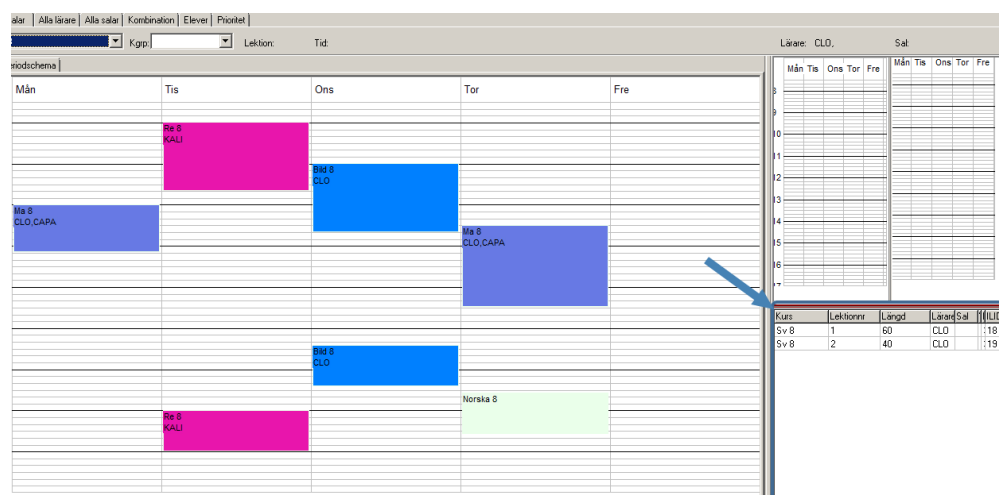 alar Alla lärare Alla salar Kombination Elever Prioritet
Kgrp: Lektion: Tid: Lärare: CLO, Sal:
eriodschema
Mån Tis Ons Tor Fre
Mån Tis Ons Tor Fre
Mån Tis Ons Tor Fre
8
9
10
11
12
13
14
15
16
17
Re 8
KALI
Bild 8
CLO
Ma 8
CLO,CAPA
Ma 8
CLO,CAPA
Bild 8
CLO
Norska 8
Re 8
KALI
Kurs Lektionnr Längd Lärare Sal ILID
Sv 8 1 60 CLO 18
Sv 8 2 40 CLO 19